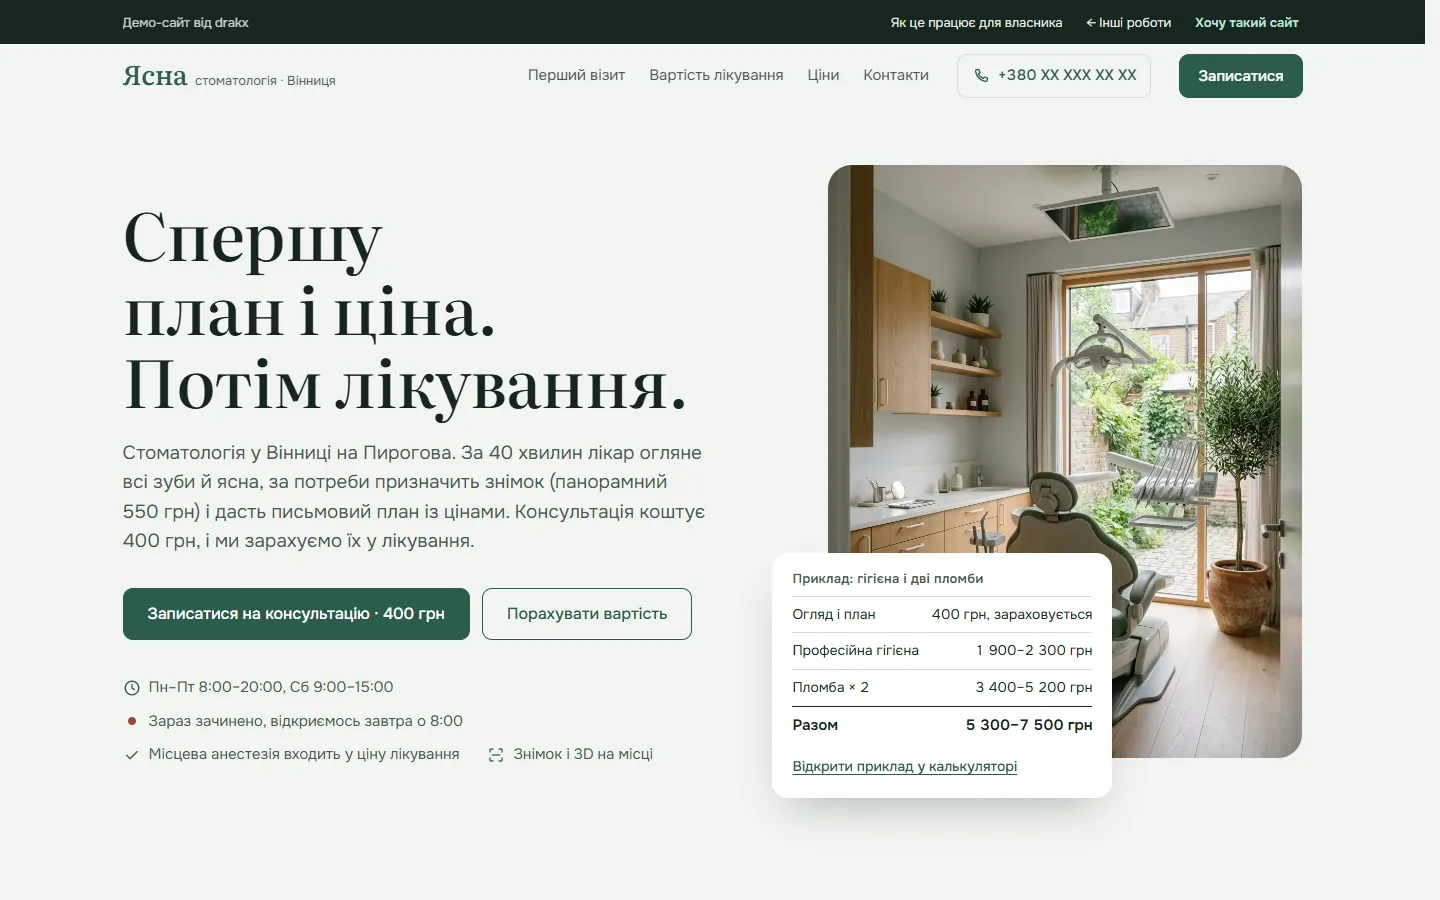 Демо-сайт від drakx
Як це працює для власника
← Інші роботи
Хочу такий сайт
Ясна стоматологія · Вінниця
Перший візит
Вартість лікування
Ціни
Контакти
+380 XX XXX XX XX
Записатися
Спершу
план і ціна.
Потім лікування.
Стоматологія у Вінниці на Пирогова. За 40 хвилин лікар огляне
всі зуби й ясна, за потреби призначить знімок (панорамний
550 грн) і дасть письмовий план із цінами. Консультація коштує
400 грн, і ми зарахуємо їх у лікування.
Записатися на консультацію · 400 грн
Порахувати вартість
Пн–Пт 8:00–20:00, Сб 9:00–15:00
Зараз зачинено, відкриємось завтра о 8:00
Місцева анестезія входить у ціну лікування
Знімок і 3D на місці
Приклад: гігієна і дві пломби
Огляд і план 400 грн, зараховується
Професійна гігієна 1 900–2 300 грн
Пломба × 2 3 400–5 200 грн
Разом 5 300–7 500 грн
Відкрити приклад у калькуляторі